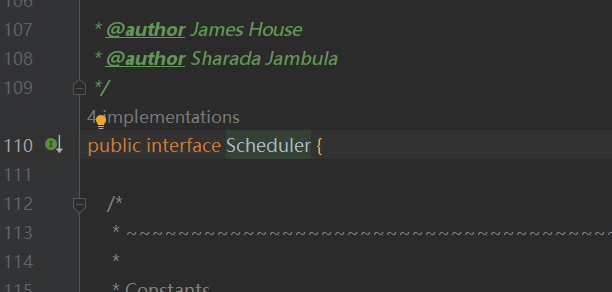 106
107 * @author James House
108 * @author Sharada Jambula
109 */
4 implementations
110 public interface Scheduler {
111
112 /*
113 * ~~~~~~~~~~~~~~~~~~~~~~~~~~~~~~~~~~~~~~
114 *
115 * Constants